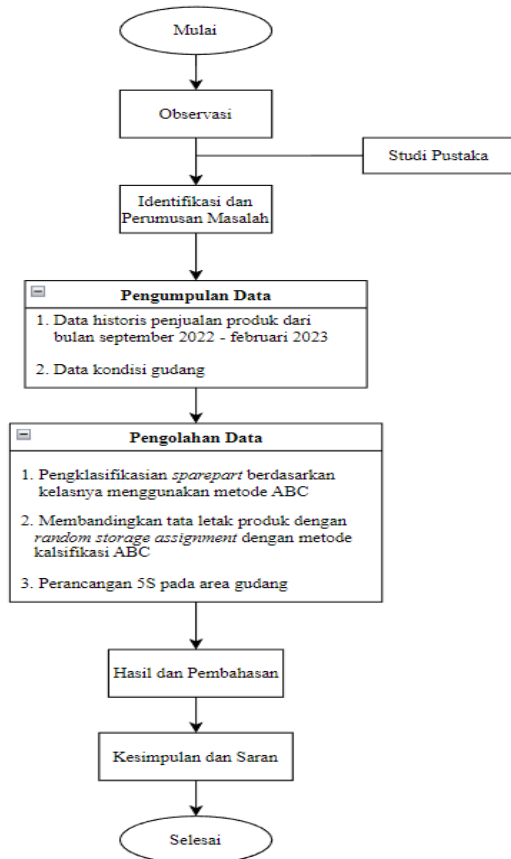 Mulai
Observasi
Studi Pustaka
Identifikasi dan
Perumusan Masalah
Pengumpulan Data
1. Data historis penjualan produk dari
bulan september 2022 - februari 2023
2. Data kondisi gudang
Pengolahan Data
1. Pengklasifikasian sparepart berdasarkan
kelasnya menggunakan metode ABC
2. Membandingkan tata letak produk dengan
random storage assignment dengan metode
kalsifikasi ABC
3. Perancangan 5S pada area gudang
Hasil dan Pembahasan
Kesimpulan dan Saran
Selesai